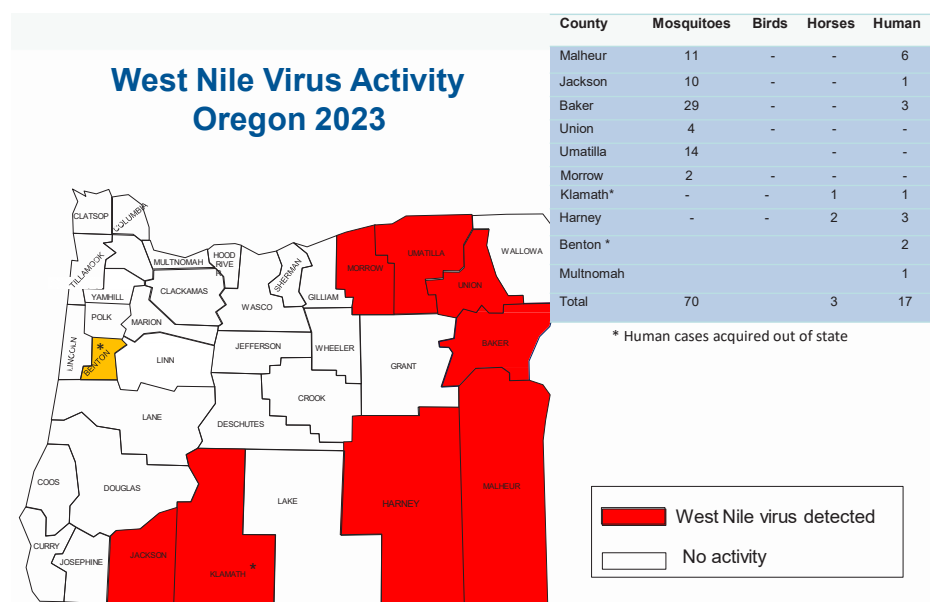 West Nile Virus Activity
Oregon 2023
County Mosquitoes Birds Horses Human
Malheur 11 - - 6
Jackson 10 - - 1
Baker 29 - - 3
Union 4 - - -
Umatilla 14 - -
Morrow 2 - - -
Klamath* - - 1 1
Harney - - 2 3
Benton * 2
Multnomah 1
Total 70 3 17
* Human cases acquired out of state
CLATSOP
COLUMBIA
TILLAMOOK
MULTNOMAH
HOOD
RIVE
R
SHERMAN
MORROW
UMATILLA
WALLOWA
UNION
YAMHILL
CLACKAMAS
WASCO
GILLIAM
POLK
MARION
LINCOLN
*
BENTON
LINN
JEFFERSON
WHEELER
GRANT
BAKER
CROOK
LANE
DESCHUTES
COOS
DOUGLAS
LAKE
HARNEY
MALHEUR
CURRY
JOSEPHINE
JACKSON
KLAMATH *
West Nile virus detected
No activity